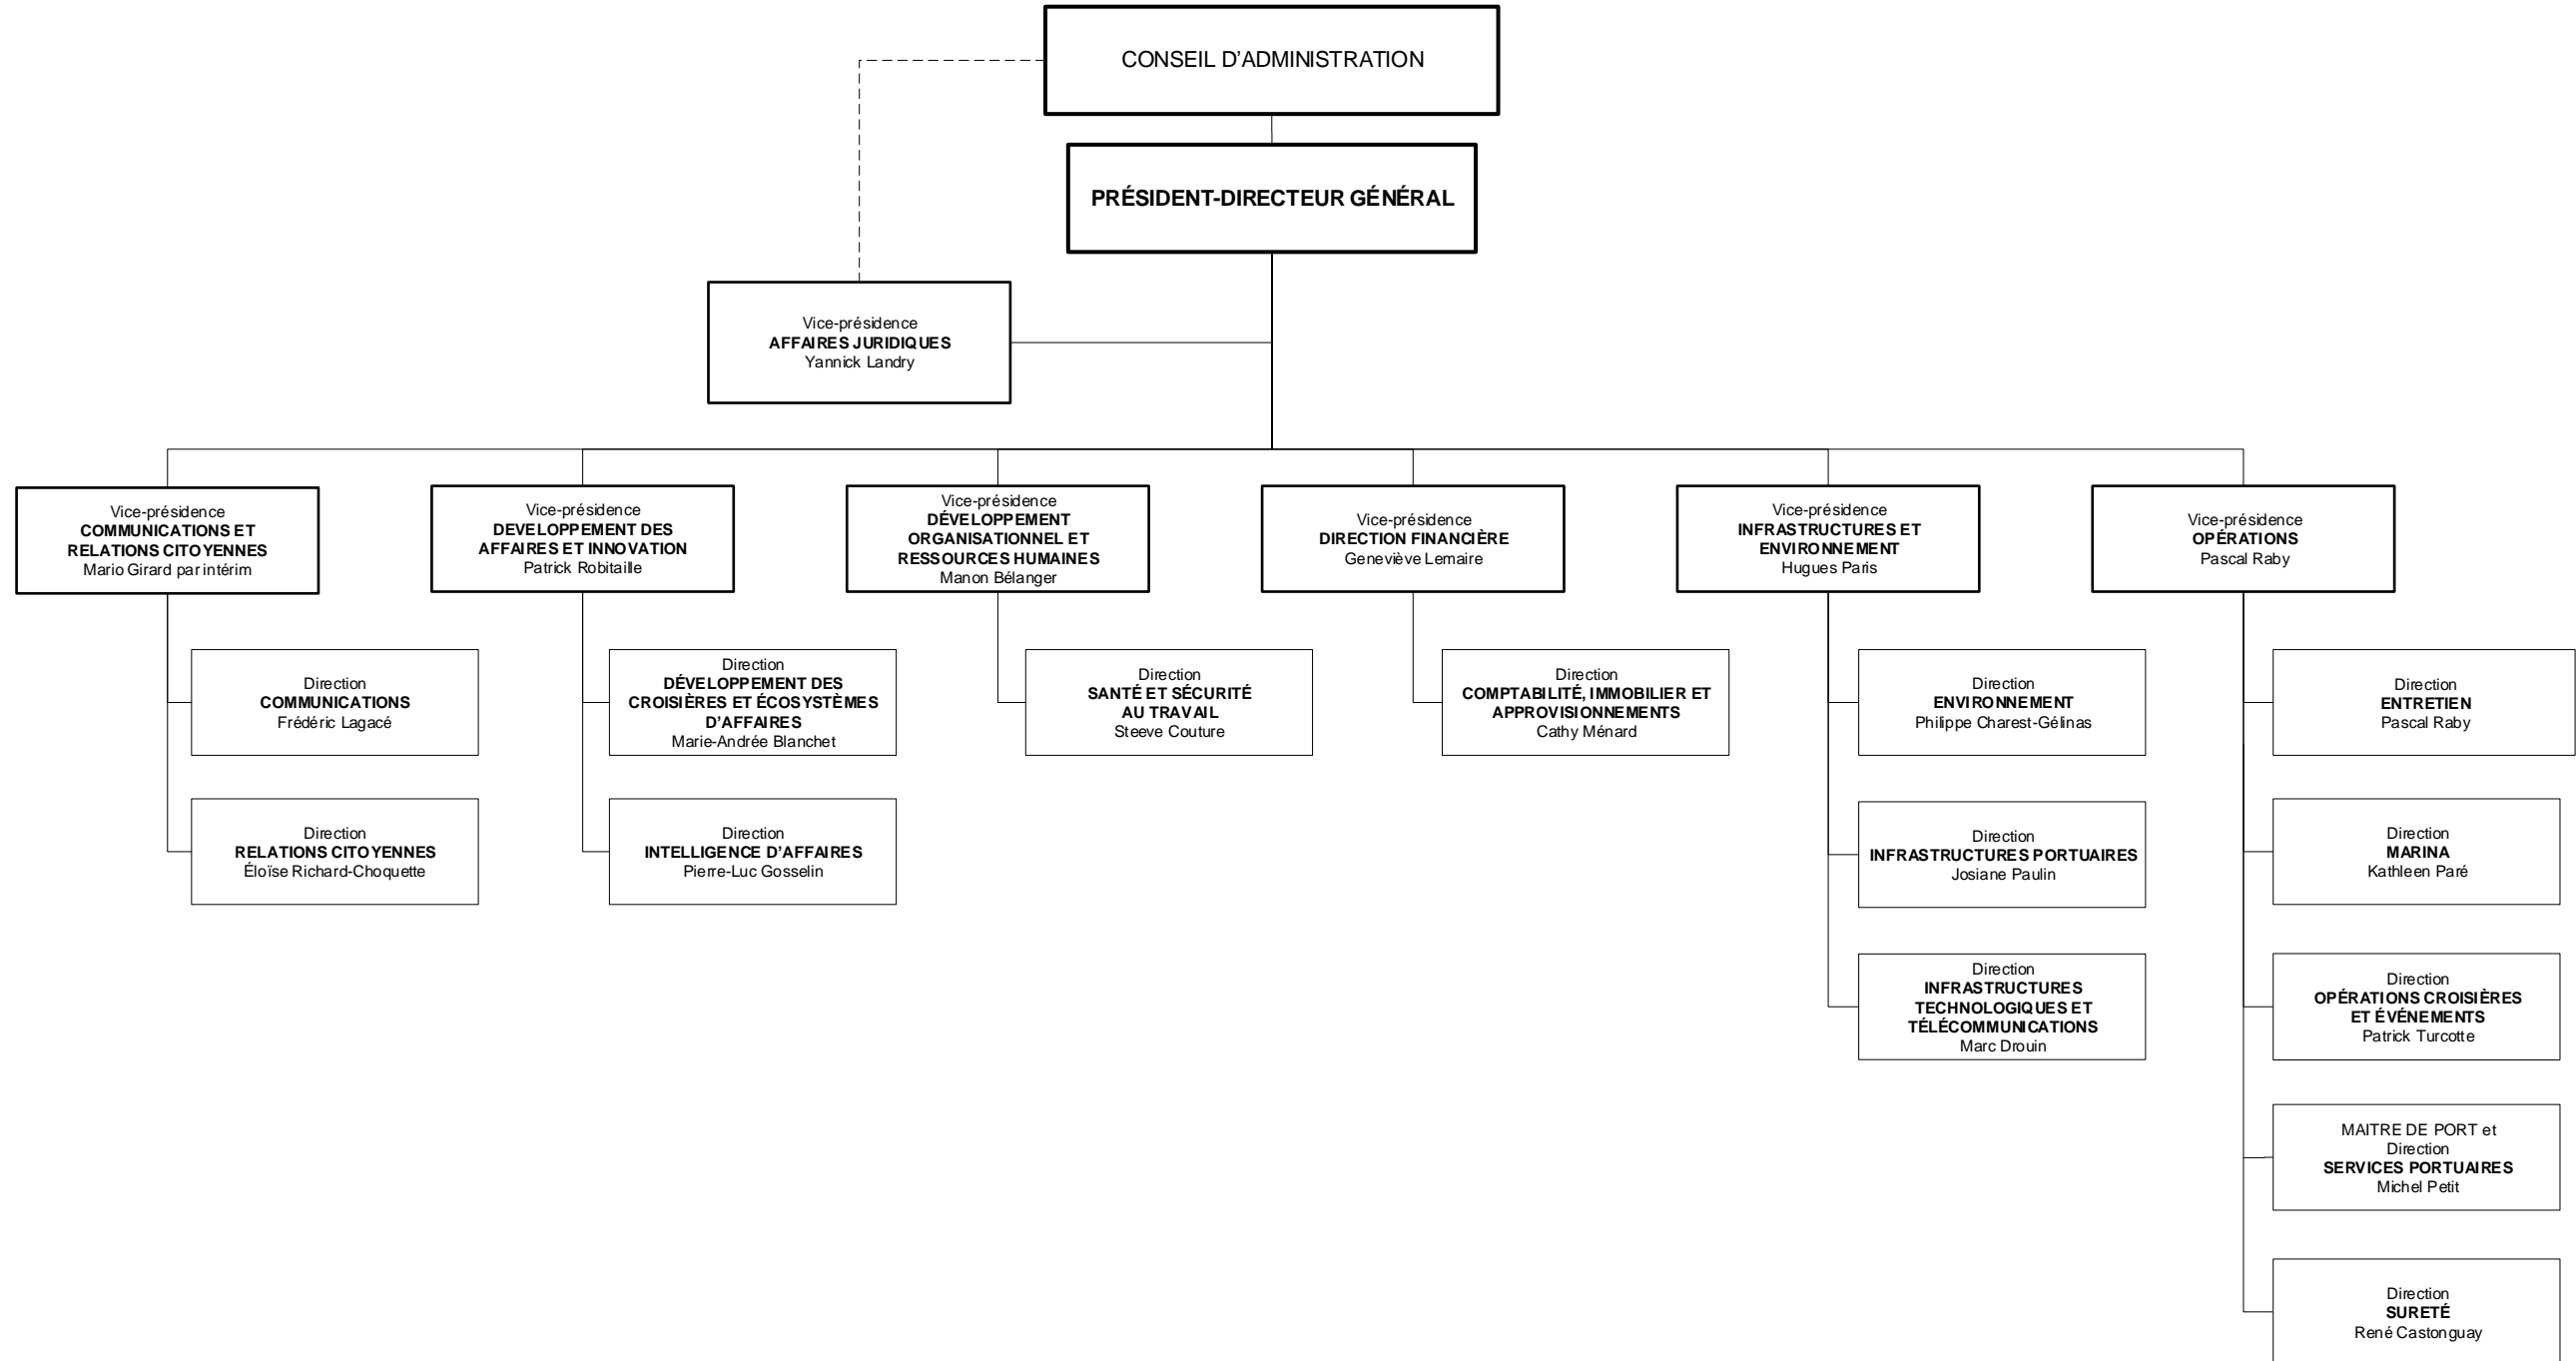 CONSEIL D'ADMINISTRATION
PRÉSIDENT-DIRECTEUR GÉNÉRAL
Vice-présidence
AFFAIRES JURIDIQUES
Yannick Landry
Vice-présidence
COMMUNICATIONS ET
RELATIONS CITOYENNES
Mario Girard par intérim
Vice-présidence
DEVELOPPEMENT DES
AFFAIRES ET INNOVATION
Patrick Robitaille
Vice-présidence
DÉVELOPPEMENT
ORGANISATIONNEL ET
RESSOURCES HUMAINES
Manon Bélanger
Vice-présidence
DIRECTION FINANCIÈRE
Geneviève Lemaire
Vice-présidence
INFRASTRUCTURES ET
ENVIRONNEMENT
Hugues Paris
Vice-présidence
OPÉRATIONS
Pascal Raby
Direction
COMMUNICATIONS
Frédéric Lagacé
Direction
RELATIONS CITOYENNES
Éloïse Richard-Choquette
Direction
DÉVELOPPEMENT DES
CROISIÈRES ET ÉCOSYSTÈMES
D'AFFAIRES
Marie-Andrée Blanchet
Direction
INTELLIGENCE D'AFFAIRES
Pierre-Luc Gosselin
Direction
SANTÉ ET SÉCURITÉ
AU TRAVAIL
Steeve Couture
Direction
COMPTABILITÉ, IMMOBILIER ET
APPROVISIONNEMENTS
Cathy Ménard
Direction
ENVIRONNEMENT
Philippe Charest-Gélinas
Direction
INFRASTRUCTURES PORTUAIRES
Josiane Paulin
Direction
INFRASTRUCTURES
TECHNOLOGIQUES ET
TÉLÉCOMMUNICATIONS
Marc Drouin
Direction
ENTRETIEN
Pascal Raby
Direction
MARINA
Kathleen Paré
Direction
OPÉRATIONS CROISIÈRES
ET ÉVÉNEMENTS
Patrick Turcotte
MAITRE DE PORT et
Direction
SERVICES PORTUAIRES
Michel Petit
Direction
SURETÉ
René Castonguay